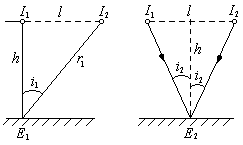 I₁ l I₂ I₁ l I₂
h i₁ r₁ i₂ h i₂
E₁ E₂